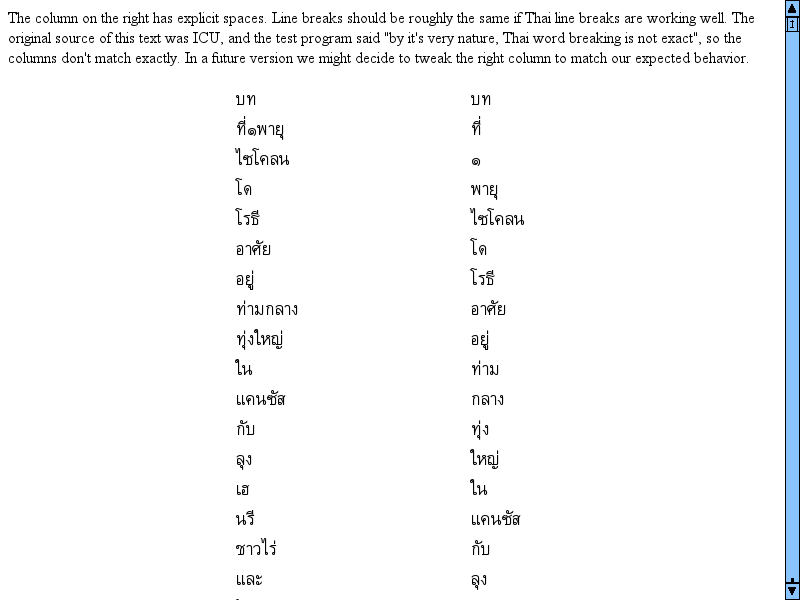 The column on the right has explicit spaces. Line breaks should be roughly the same if Thai line breaks are working well. The
original source of this text was ICU, and the test program said "by it's very nature, Thai word breaking is not exact", so the
columns don't match exactly. In a future version we might decide to tweak the right column to match our expected behavior.
บท
ที่๑พายุ
ไซโคลน
โด
โรธี
อาศัย
อยู่
ท่ามกลาง
ทุ่งใหญ่
ใน
แคนซัส
กับ
ลุง
เฮ
นรี
ชาวไร่
และ
บท
ที่
๑
พายุ
ไซโคลน
โด
โรธี
อาศัย
อยู่
ท่าม
กลาง
ทุ่ง
ใหญ่
ใน
แคนซัส
กับ
ลุง